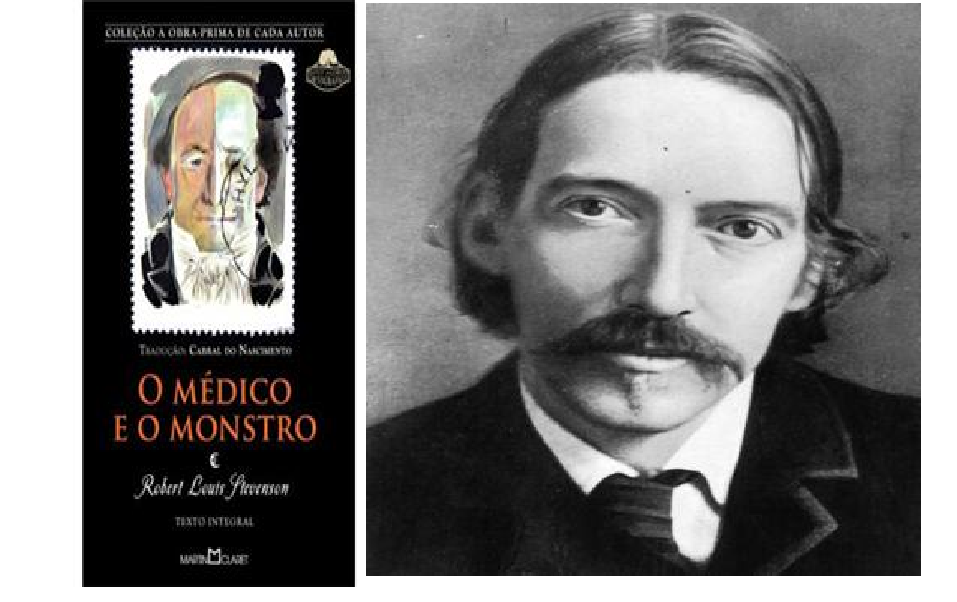 COLEÇÃO A OBRA-PRIMA DE CADA AUTOR
TRADUÇÃO: CABRAL DO NASCIMENTO
O MÉDICO
E O MONSTRO
Robert Louis Stevenson
TEXTO INTEGRAL
MARTIN CLARET